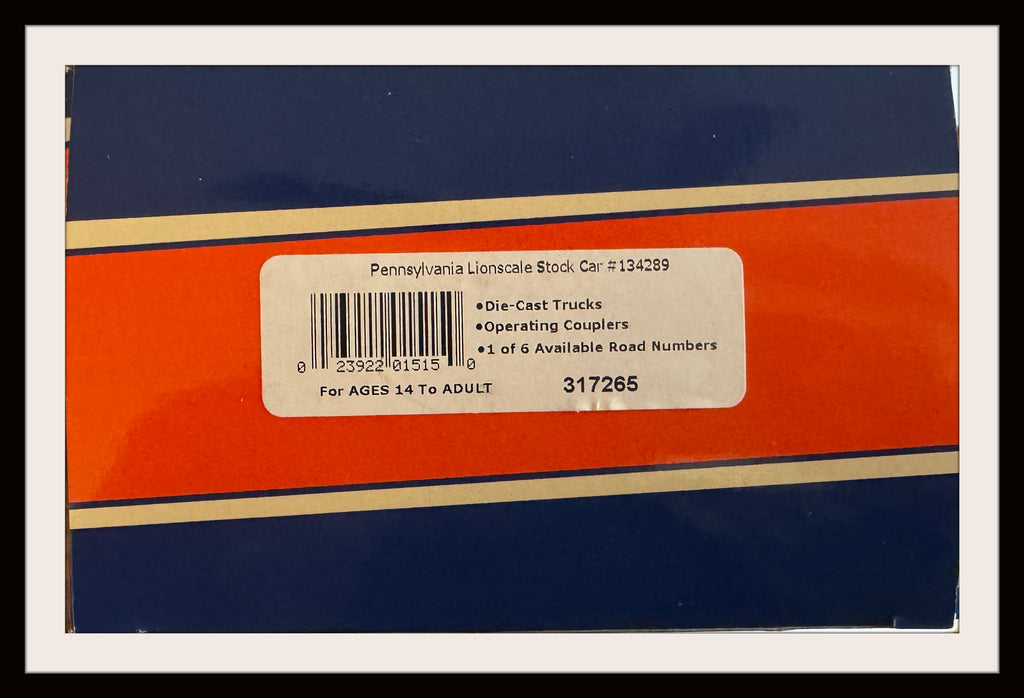 Pennsylvania Lionscale Stock Car #134289
•Die-Cast Trucks
•Operating Couplers
•1 of 6 Available Road Numbers
0 23922 01515 0
For AGES 14 To ADULT
317265